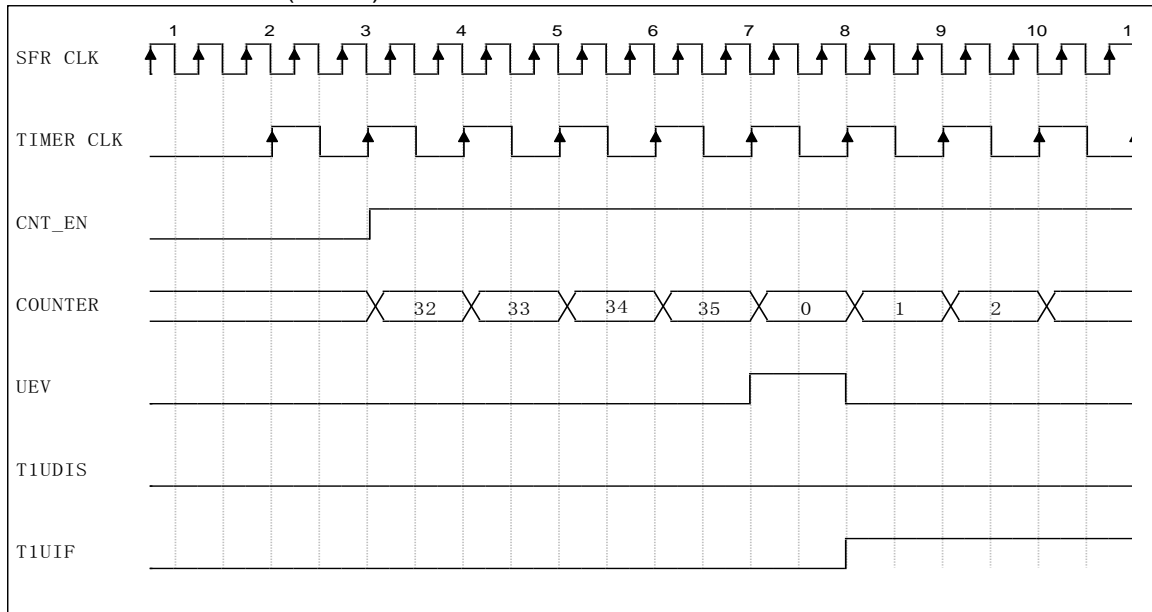 1 2 3 4 5 6 7 8 9 10 1
SFR CLK
TIMER CLK
CNT_EN
COUNTER 32 33 34 35 0 1 2
UEV
T1UDIS
T1UIF